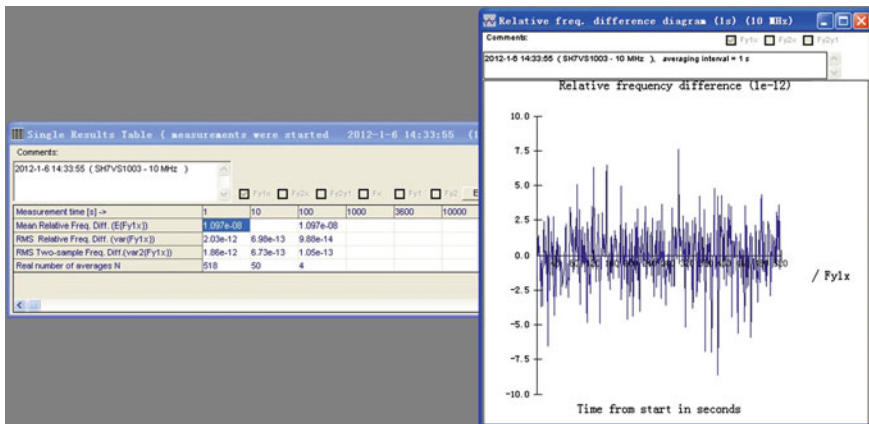 Single Results Table ( measurements were started 2012-1-6 14:33:55 (1
Comments:
2012-1-6 14:33:55 ( SH7VS1003 - 10 MHz )
Fy1x Fy2x Fy2y1 Fx Fy1 Fy2 E
Measurement time [s] -> 1 10 100 1000 3600 10000
Mean Relative Freq. Diff. (E(Fy1x)) 1.097e-08 1.097e-08
RMS Relative Freq. Diff. (var(Fy1x)) 2.03e-12 6.98e-13 9.88e-14
RMS Two-sample Freq. Diff.(var2(Fy1x)) 1.86e-12 6.73e-13 1.05e-13
Real number of averages N 518 50 4
Relative freq. difference diagram (1s) (10 MHz)
Comments:
Fy1x Fy2x Fy2y1
2012-1-6 14:33:55 ( SH7VS1003 - 10 MHz ), averaging interval = 1 s
Relative frequency difference (1e-12)
10.0
7.5
5.0
2.5
0.0
-2.5
-5.0
-7.5
-10.0
/ Fy1x
Time from start in seconds